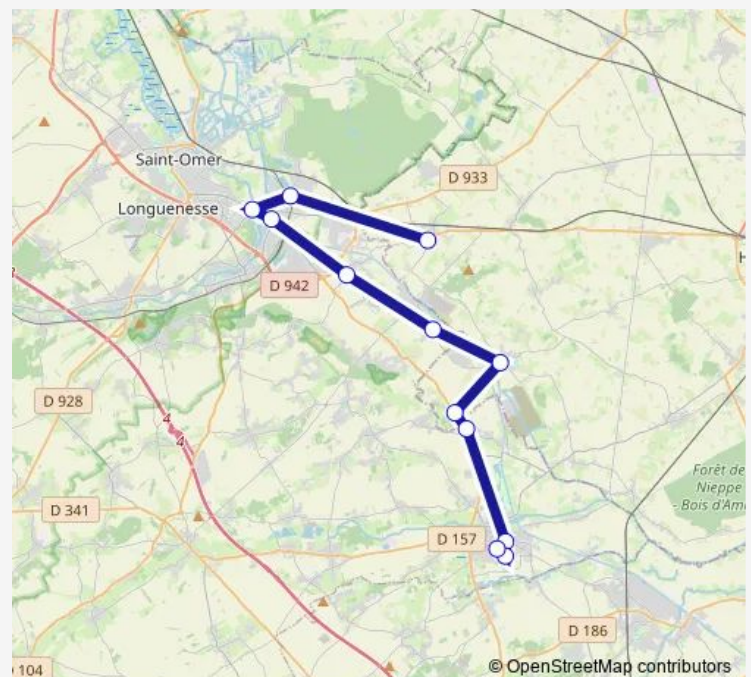 Saint-Omer
D 933
Longuenesse
H
D 942
D 928
4
4
Forêt de
Nieppe
- Bois d'Am
D 341
D 157
D 186
104
© OpenStreetMap contributors